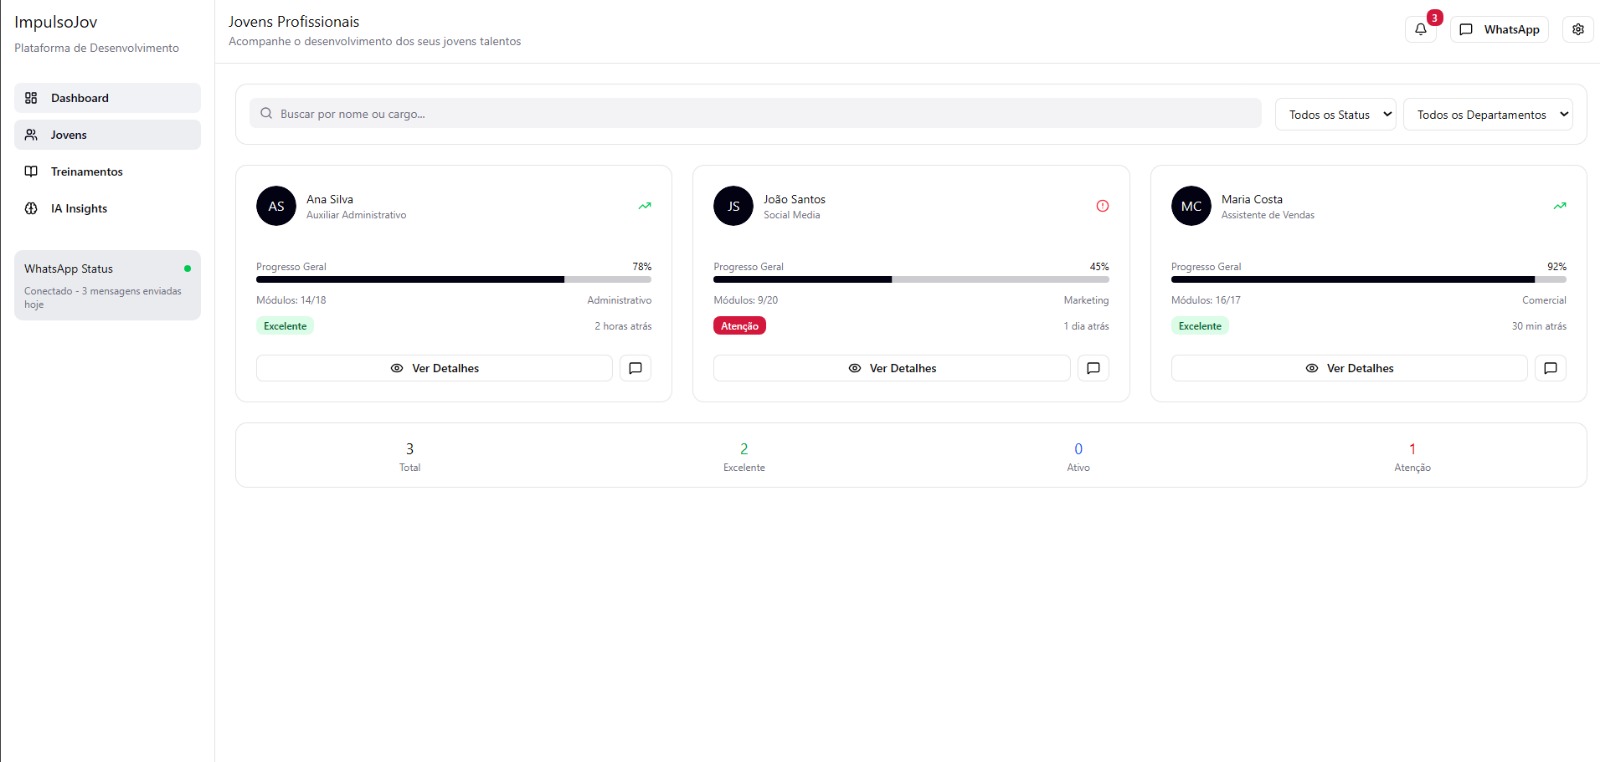 ImpulsoJov
Plataforma de Desenvolvimento
Dashboard
Jovens
Treinamentos
IA Insights
WhatsApp Status
Conectado - 3 mensagens enviadas
hoje
Jovens Profissionais
Acompanhe o desenvolvimento dos seus jovens talentos
3
WhatsApp
Buscar por nome ou cargo...
Todos os Status
Todos os Departamentos
AS
Ana Silva
Auxiliar Administrativo
Progresso Geral 78%
Módulos: 14/18 Administrativo
Excelente 2 horas atrás
Ver Detalhes
JS
João Santos
Social Media
Progresso Geral 45%
Módulos: 9/20 Marketing
Atenção 1 dia atrás
Ver Detalhes
MC
Maria Costa
Assistente de Vendas
Progresso Geral 92%
Módulos: 16/17 Comercial
Excelente 30 min atrás
Ver Detalhes
3
Total
2
Excelente
0
Ativo
1
Atenção